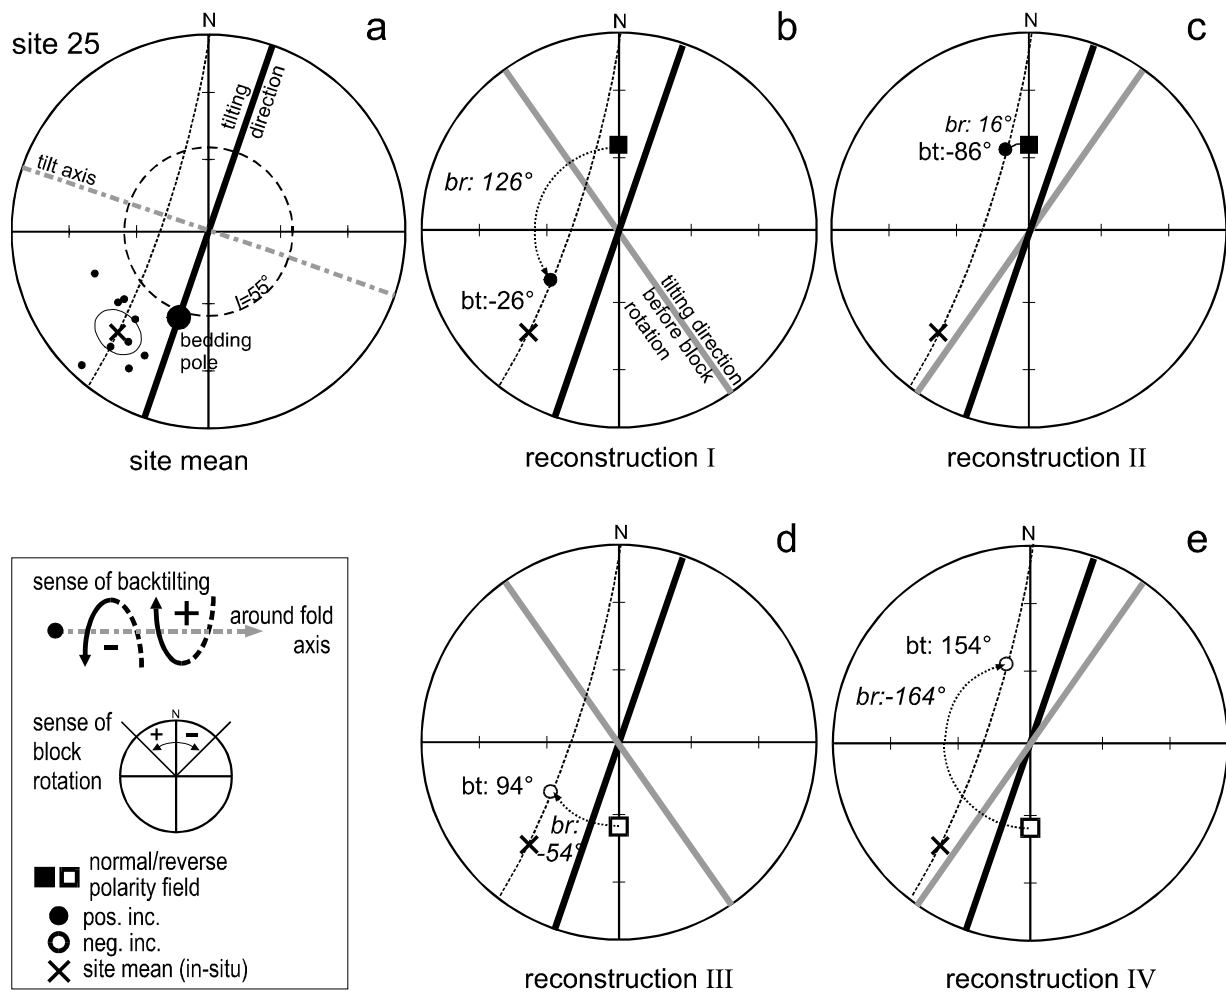 site 25
N
a
tilting
direction
tilt axis
I=55°
bedding
pole
site mean
N
b
br: 126°
bt:-26°
tilting direction
before block
rotation
reconstruction I
N
c
br: 16°
bt:-86°
reconstruction II
sense of backtilting
+
-
around fold
axis
sense of
block
rotation
N
+
-
normal/reverse
polarity field
pos. inc.
neg. inc.
site mean (in-situ)
N
d
bt: 94°
br:
-54°
reconstruction III
N
e
bt: 154°
br:-164°
reconstruction IV